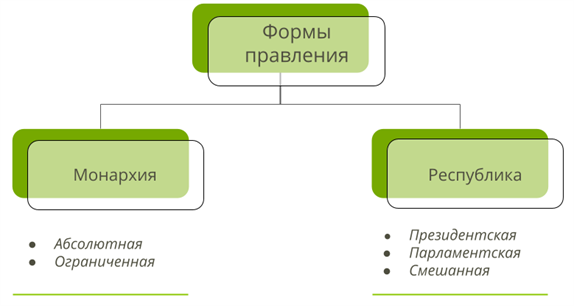 Формы
правления
Монархия
Республика
● Абсолютная
● Ограниченная
● Президентская
● Парламентская
● Смешанная